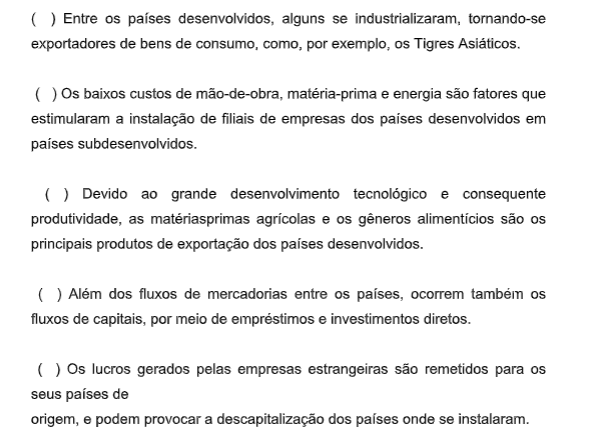 ( ) Entre os países desenvolvidos, alguns se industrializaram, tornando-se
exportadores de bens de consumo, como, por exemplo, os Tigres Asiáticos.
( ) Os baixos custos de mão-de-obra, matéria-prima e energia são fatores que
estimularam a instalação de filiais de empresas dos países desenvolvidos em
países subdesenvolvidos.
( ) Devido ao grande desenvolvimento tecnológico e consequente
produtividade, as matériasprimas agrícolas e os gêneros alimentícios são os
principais produtos de exportação dos países desenvolvidos.
( ) Além dos fluxos de mercadorias entre os países, ocorrem também os
fluxos de capitais, por meio de empréstimos e investimentos diretos.
( ) Os lucros gerados pelas empresas estrangeiras são remetidos para os
seus países de
origem, e podem provocar a descapitalização dos países onde se instalaram.